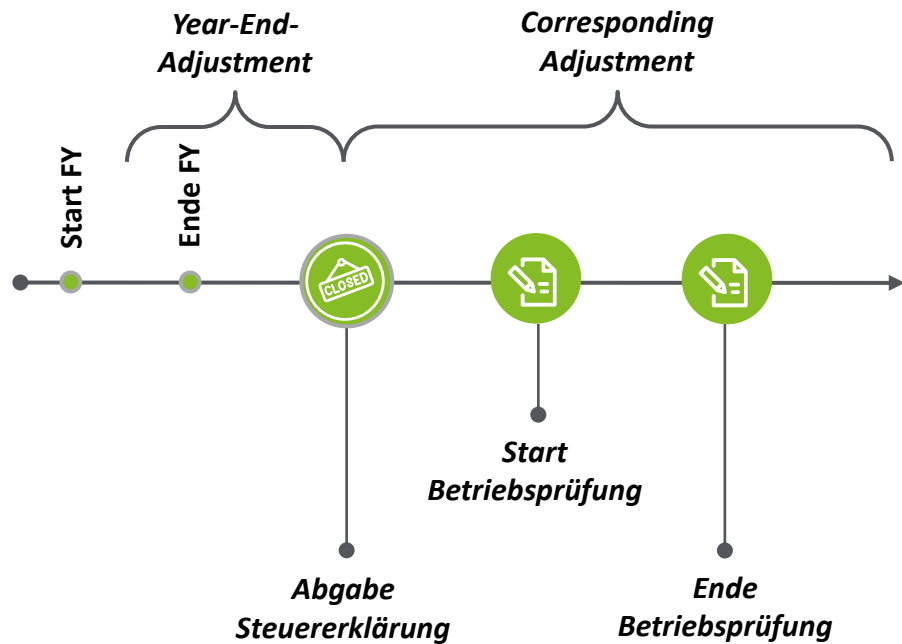 Year-End-
Adjustment
Corresponding
Adjustment
Start FY
Ende FY
CLOSED
Start
Betriebsprüfung
Abgabe
Steuererklärung
Ende
Betriebsprüfung